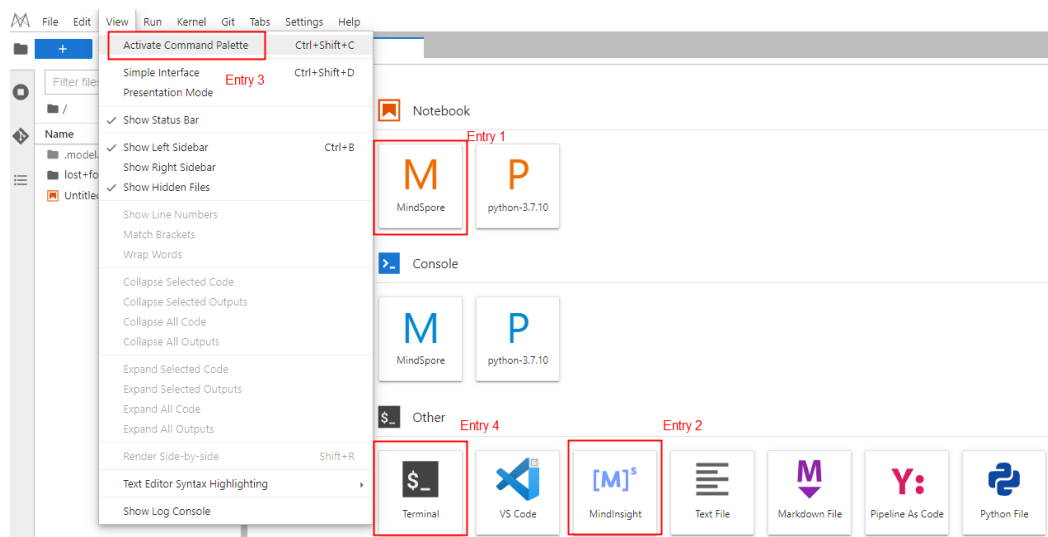 File Edit View Run Kernel Git Tabs Settings Help
+
Filter file
/
Name
.model
lost+fo
Untitled
Activate Command Palette Ctrl+Shift+C
Simple Interface Ctrl+Shift+D
Entry 3
Presentation Mode
Show Status Bar
Show Left Sidebar Ctrl+B
Show Right Sidebar
Show Hidden Files
Show Line Numbers
Match Brackets
Wrap Words
Collapse Selected Code
Collapse Selected Outputs
Collapse All Code
Collapse All Outputs
Expand Selected Code
Expand Selected Outputs
Expand All Code
Expand All Outputs
Render Side-by-side Shift+R
Text Editor Syntax Highlighting
Show Log Console
Notebook
Entry 1
M P
MindSpore python-3.7.10
>_ Console
M P
MindSpore python-3.7.10
$_ Other
Entry 4 Entry 2
$_ [M]s M Y:
Terminal VS Code MindInsight Text File Markdown File Pipeline As Code Python File